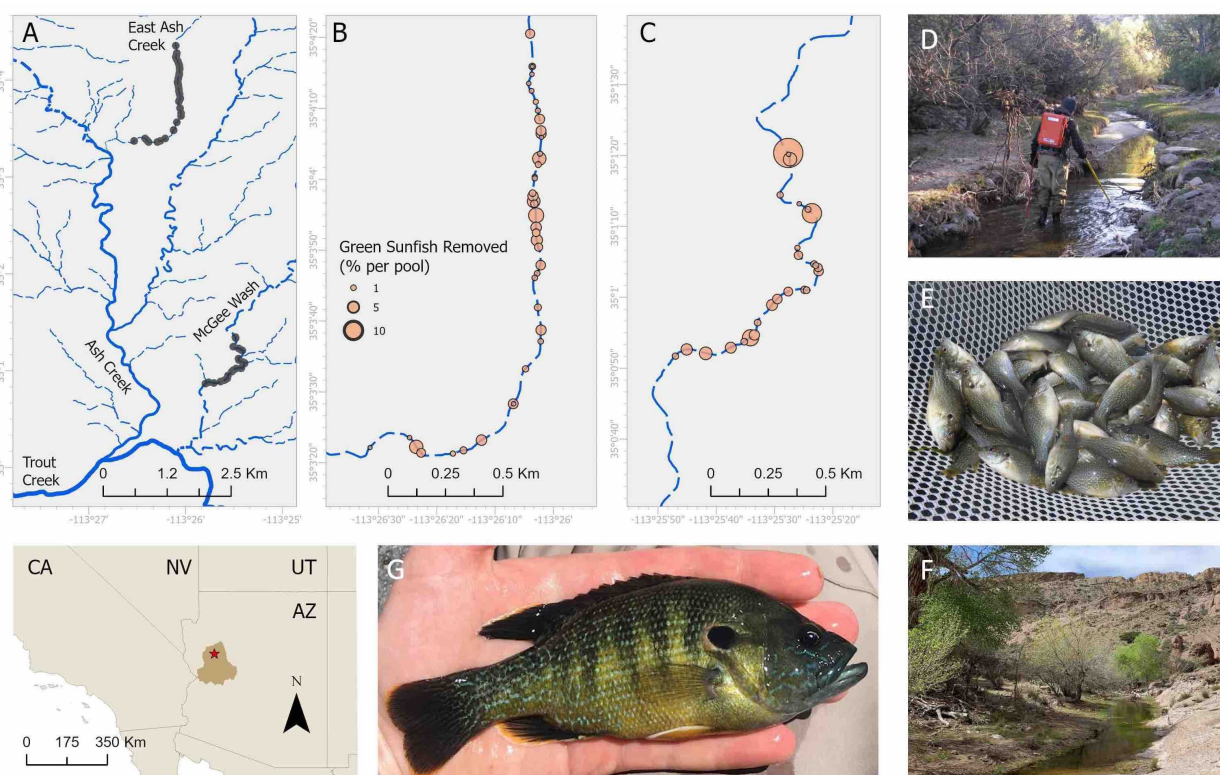 A
East Ash
Creek
McGee Wash
Ash Creek
Trout
Creek
0 1.2 2.5 Km
-113°27' -113°26' -113°25'
B
35°4'20"
35°4'10"
35°4'
35°3'50"
35°3'40"
35°3'30"
35°3'20"
Green Sunfish Removed
(% per pool)
1
5
10
0 0.25 0.5 Km
-113°26'30" -113°26'20" -113°26'10" -113°26'
C
35°1'30"
35°1'20"
35°1'10"
35°1'
35°0'50"
35°0'40"
0 0.25 0.5 Km
-113°25'50" -113°25'40" -113°25'30" -113°25'20"
D
E
CA NV UT
AZ
N
0 175 350 Km
G
F